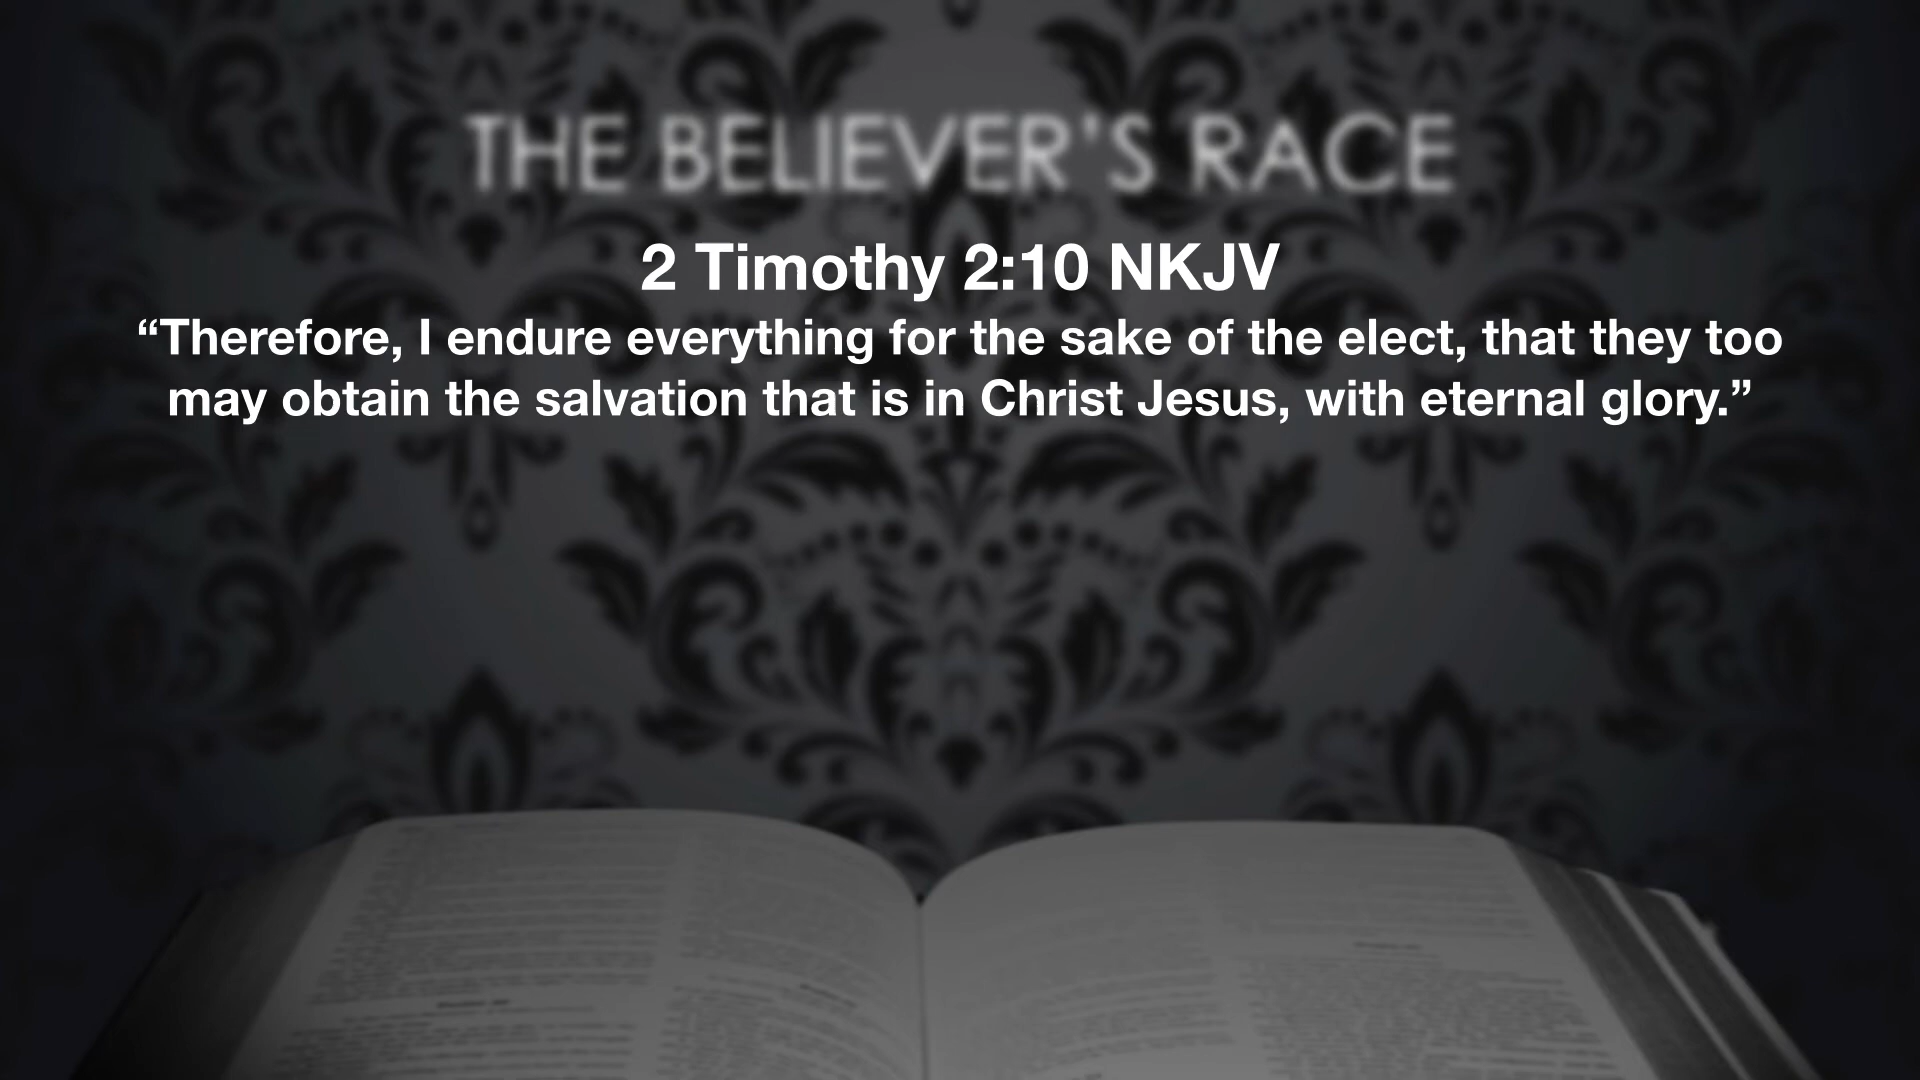 THE BELIEVER’S RACE
2 Timothy 2:10 NKJV
“Therefore, I endure everything for the sake of the elect, that they too
may obtain the salvation that is in Christ Jesus, with eternal glory.”